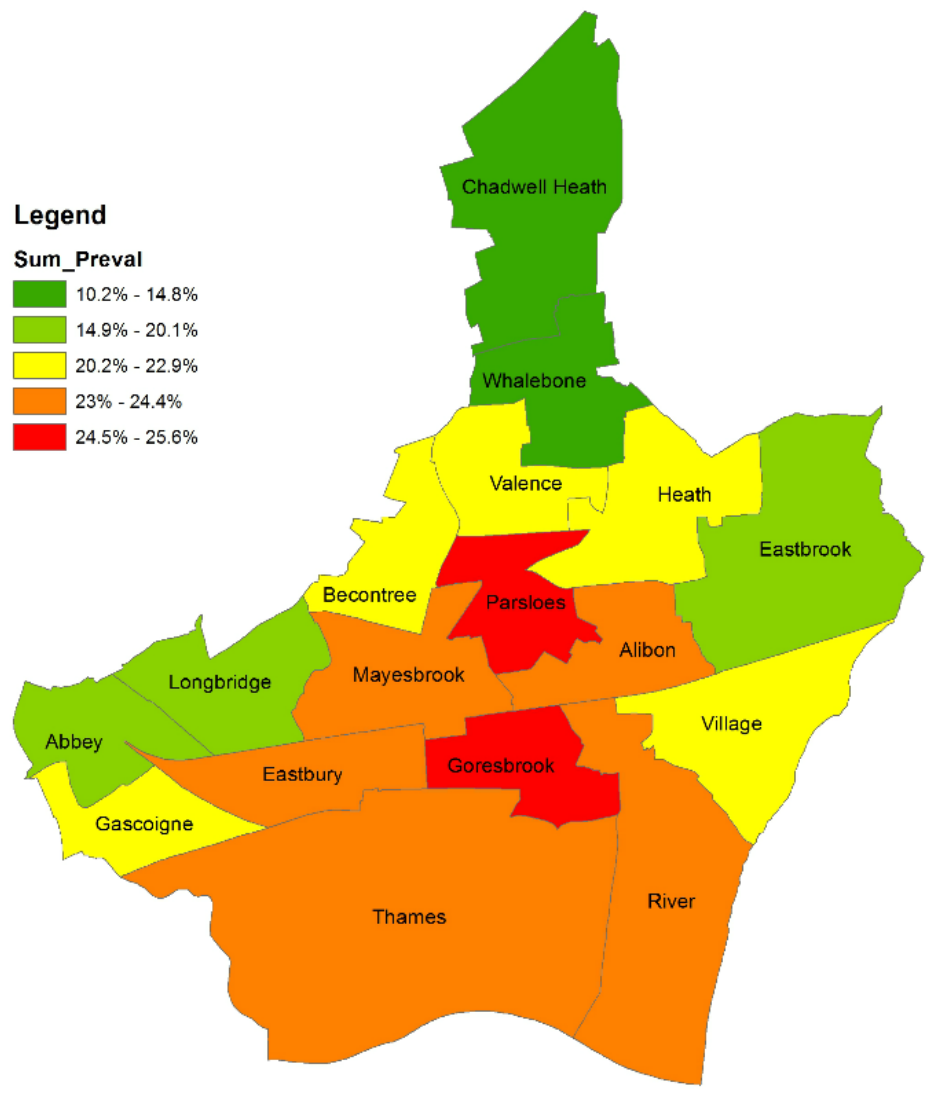 Chadwell Heath
Legend
Sum_Preval
10.2% - 14.8%
14.9% - 20.1%
20.2% - 22.9%
23% - 24.4%
24.5% - 25.6%
Whalebone
Valence
Heath
Eastbrook
Becontree
Parsloes
Alibon
Mayesbrook
Longbridge
Village
Abbey
Goresbrook
Eastbury
Gascoigne
River
Thames